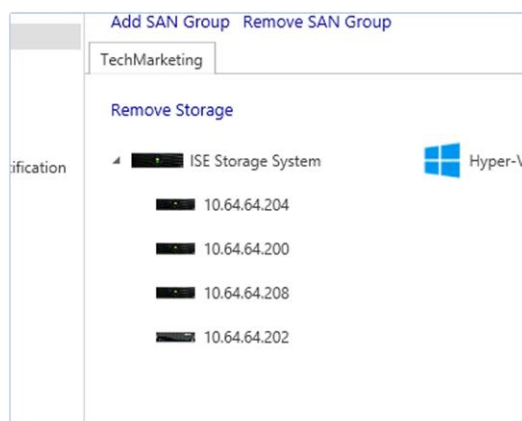 Add SAN Group Remove SAN Group
TechMarketing
Remove Storage
ification
ISE Storage System
Hyper-V
10.64.64.204
10.64.64.200
10.64.64.208
10.64.64.202